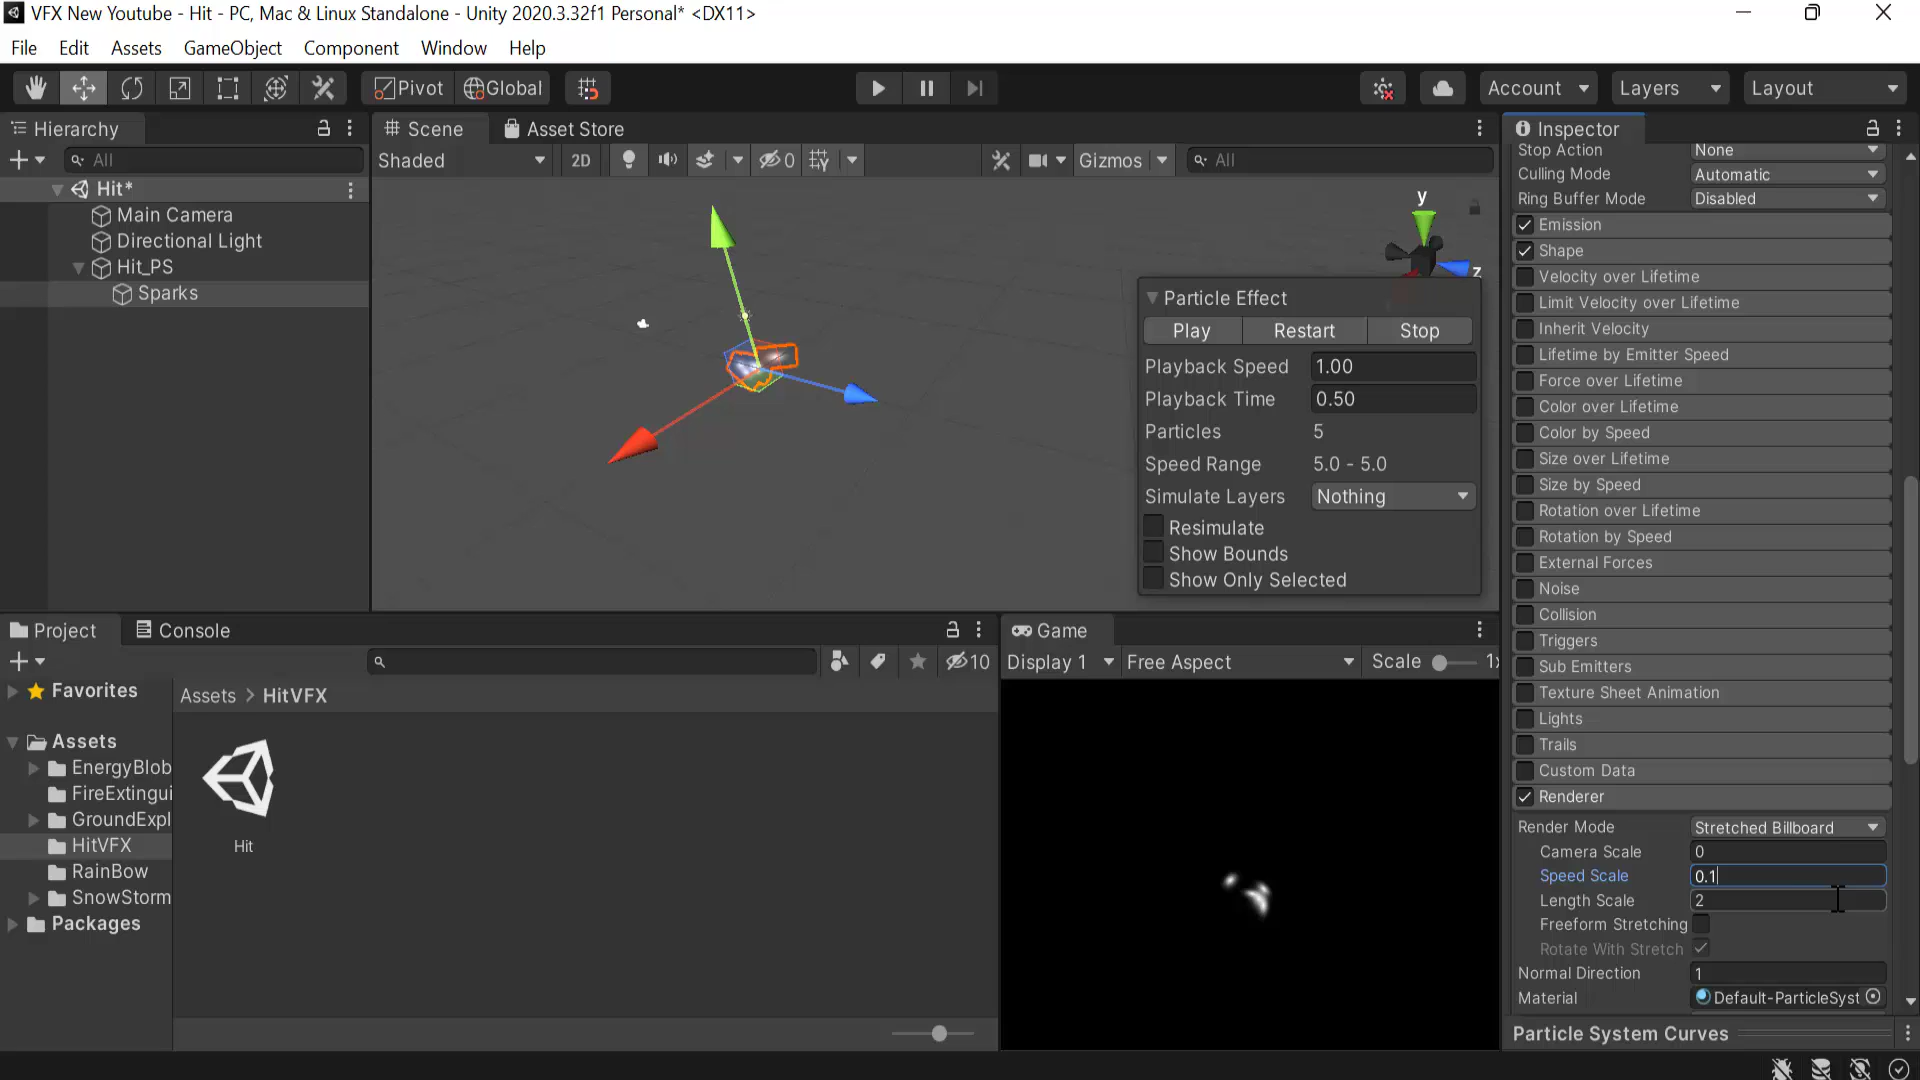 VFX New Youtube - Hit - PC, Mac & Linux Standalone - Unity 2020.3.32f1 Personal* <DX11>
File Edit Assets GameObject Component Window Help
Pivot Global Account Layers Layout
Hierarchy
All
Hit*
Main Camera
Directional Light
Hit_PS
Sparks
Scene Asset Store
Shaded 2D 0 Gizmos All
y
z
Particle Effect
Play Restart Stop
Playback Speed 1.00
Playback Time 0.50
Particles 5
Speed Range 5.0 - 5.0
Simulate Layers Nothing
Resimulate
Show Bounds
Show Only Selected
Project Console
10
Favorites
Assets
EnergyBlob
FireExtingui
GroundExpl
HitVFX
RainBow
SnowStorm
Packages
Assets > HitVFX
Hit
Game
Display 1 Free Aspect Scale 1x
Inspector
Stop Action None
Culling Mode Automatic
Ring Buffer Mode Disabled
Emission
Shape
Velocity over Lifetime
Limit Velocity over Lifetime
Inherit Velocity
Lifetime by Emitter Speed
Force over Lifetime
Color over Lifetime
Color by Speed
Size over Lifetime
Size by Speed
Rotation over Lifetime
Rotation by Speed
External Forces
Noise
Collision
Triggers
Sub Emitters
Texture Sheet Animation
Lights
Trails
Custom Data
Renderer
Render Mode Stretched Billboard
Camera Scale 0
Speed Scale 0.1
Length Scale 2
Freeform Stretching
Rotate With Stretch
Normal Direction 1
Material Default-ParticleSyst
Particle System Curves